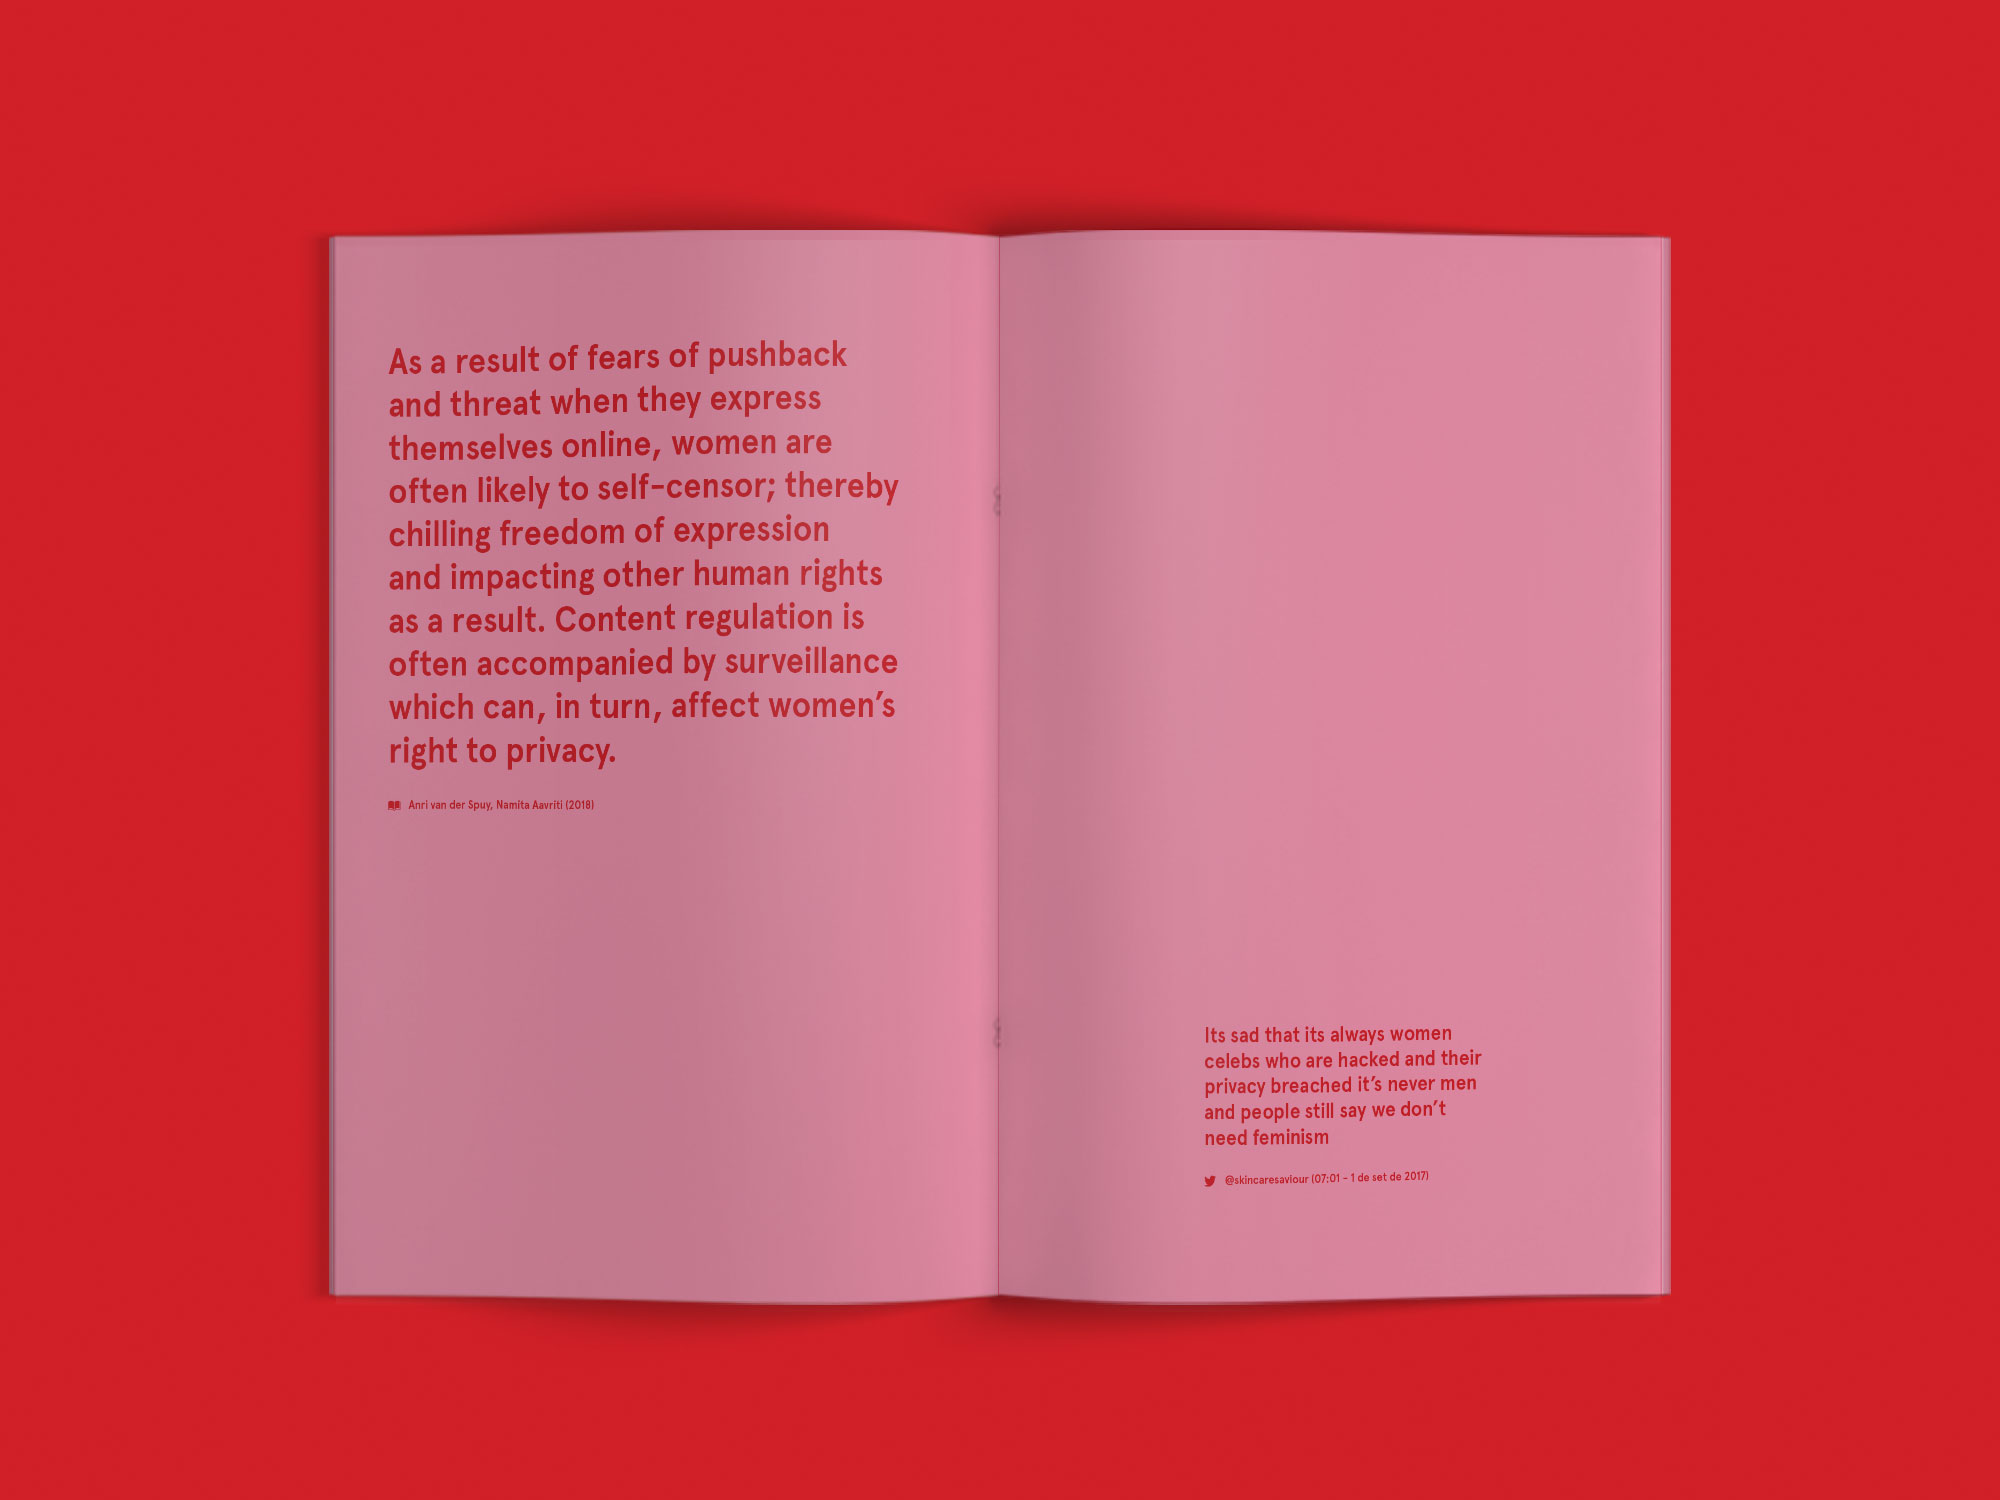 As a result of fears of pushback
and threat when they express
themselves online, women are
often likely to self-censor; thereby
chilling freedom of expression
and impacting other human rights
as a result. Content regulation is
often accompanied by surveillance
which can, in turn, affect women’s
right to privacy.
Anri van der Spuy, Namita Aavriti (2018)
Its sad that its always women
celebs who are hacked and their
privacy breached it’s never men
and people still say we don’t
need feminism
@skincaresaviour (07:01 - 1 de set de 2017)